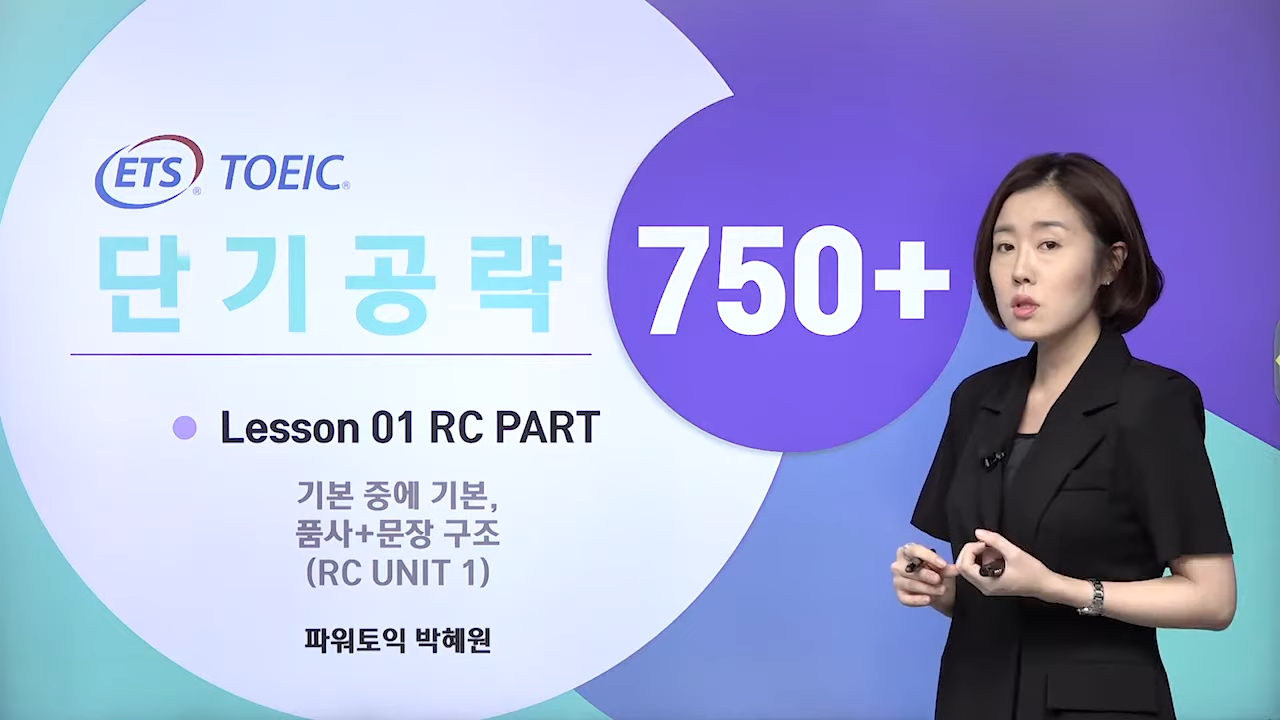 ETS® TOEIC®
단기공략
750+
Lesson 01 RC PART
기본 중에 기본,
품사+문장 구조
(RC UNIT 1)
파워토익 박혜원